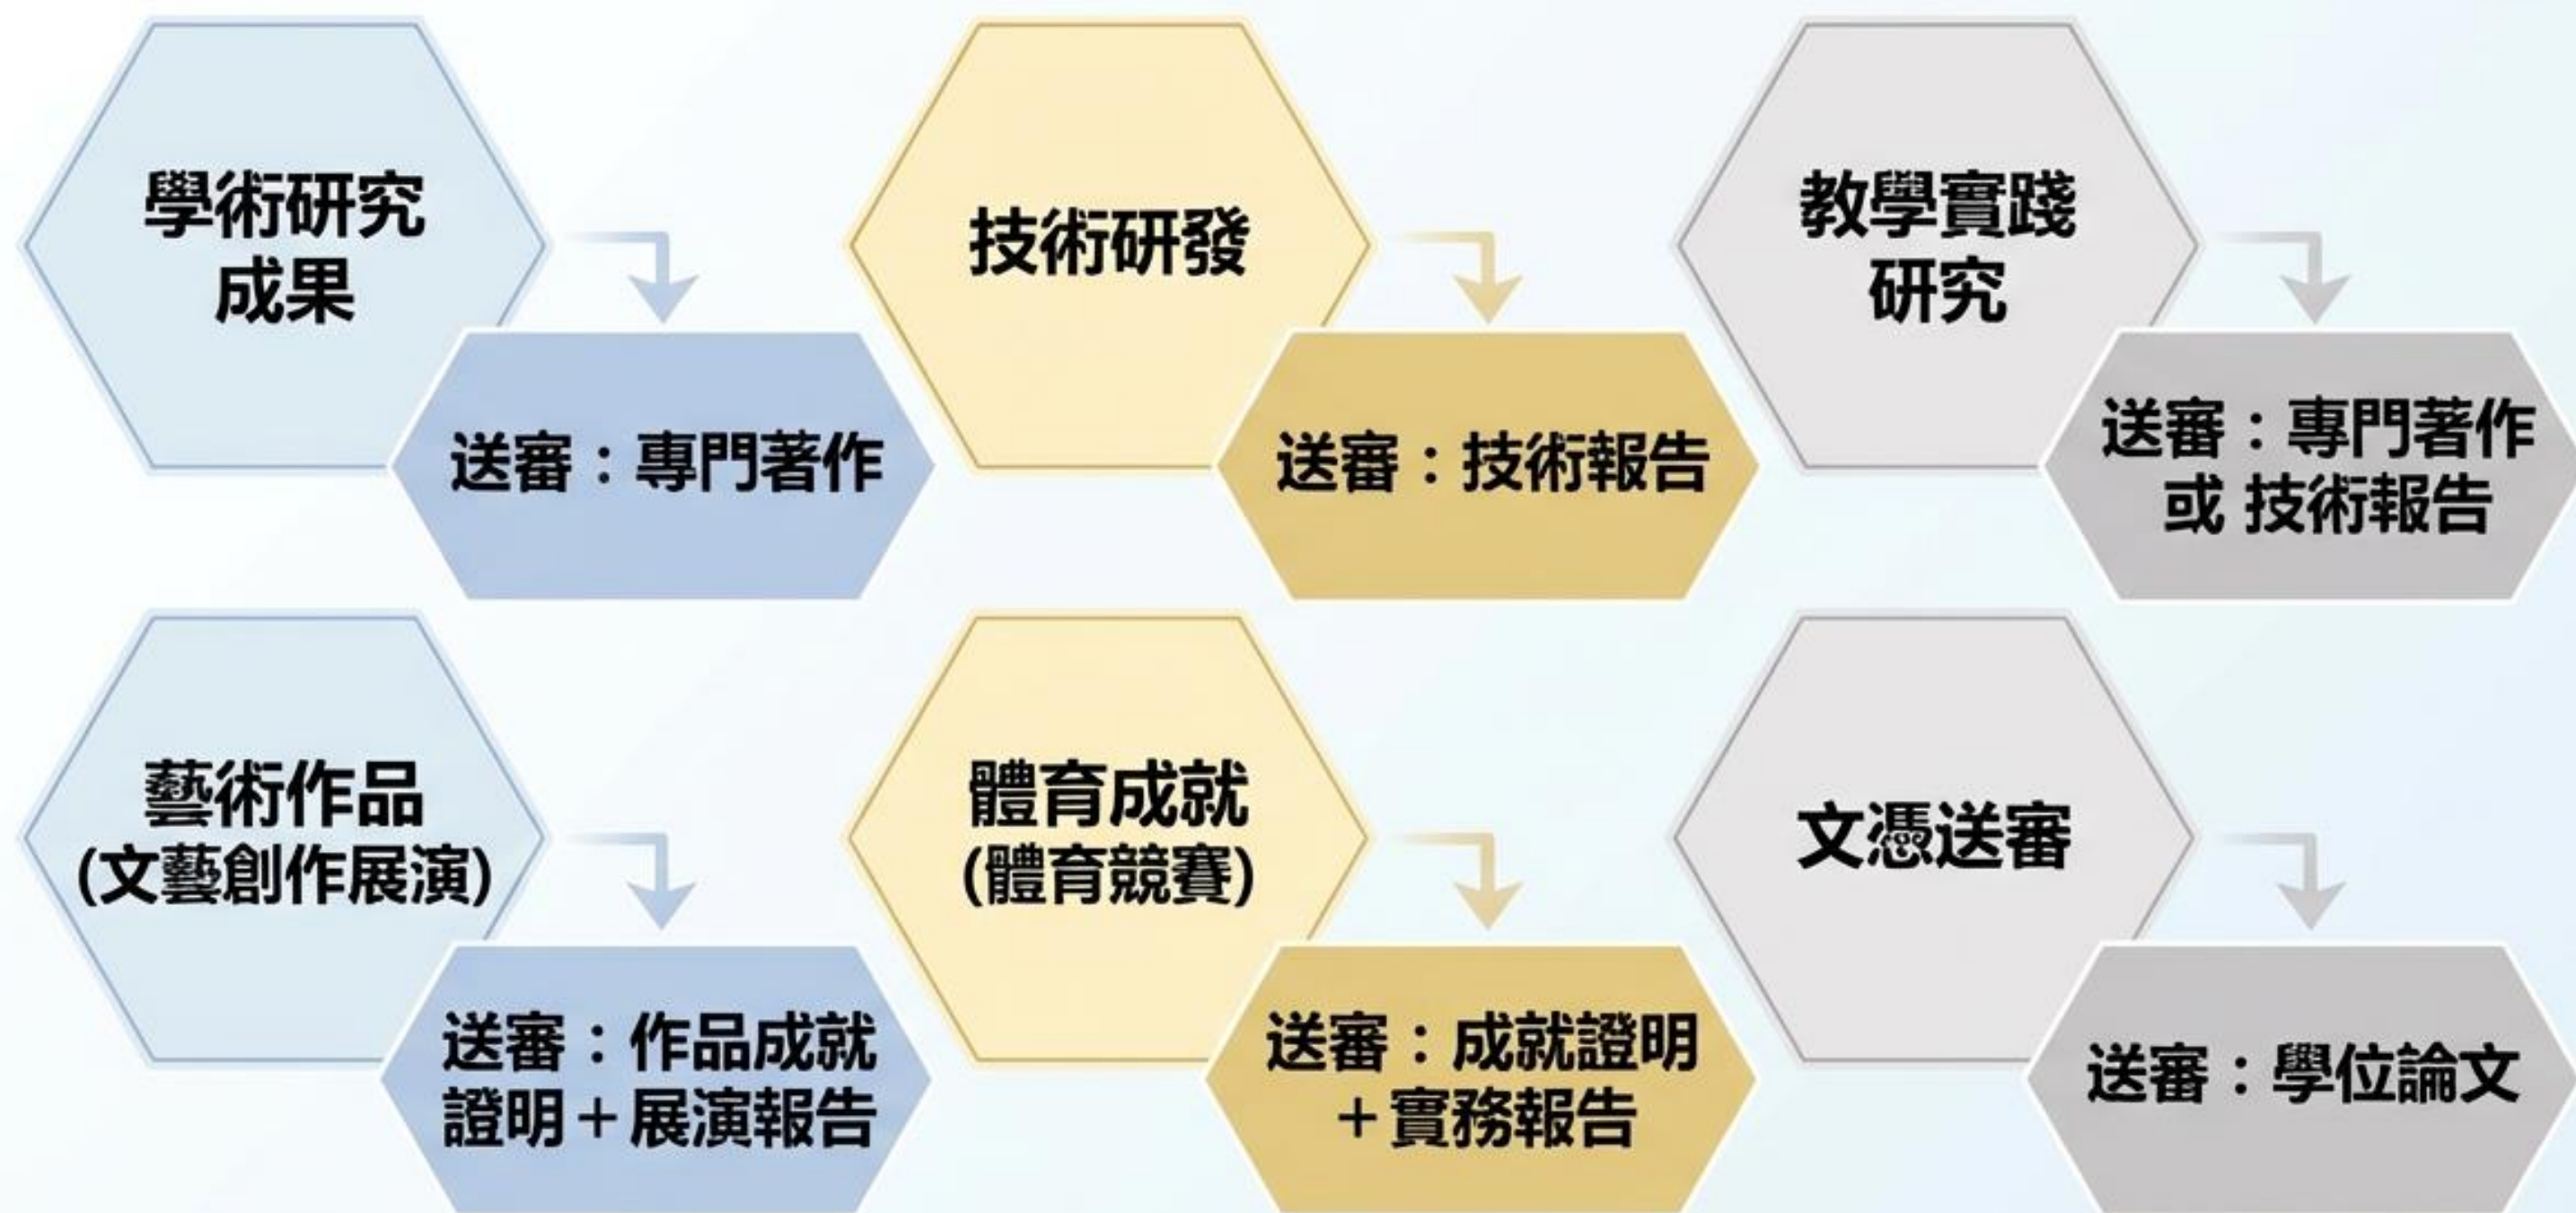 學術研究
成果
送審：專門著作
技術研發
送審：技術報告
教學實踐
研究
送審：專門著作
或 技術報告
藝術作品
(文藝創作展演)
送審：作品成就
證明＋展演報告
體育成就
(體育競賽)
送審：成就證明
＋實務報告
文憑送審
送審：學位論文